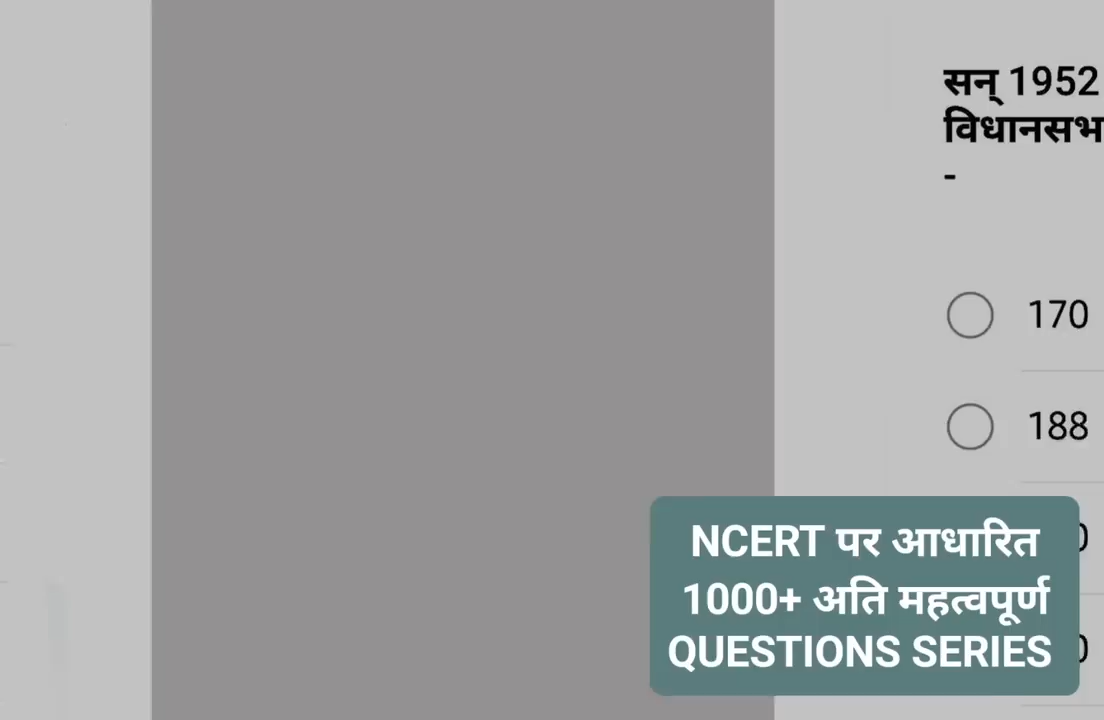 सन् 1952
विधानसभ
-
170
188
NCERT पर आधारित
1000+ अति महत्वपूर्ण
QUESTIONS SERIES